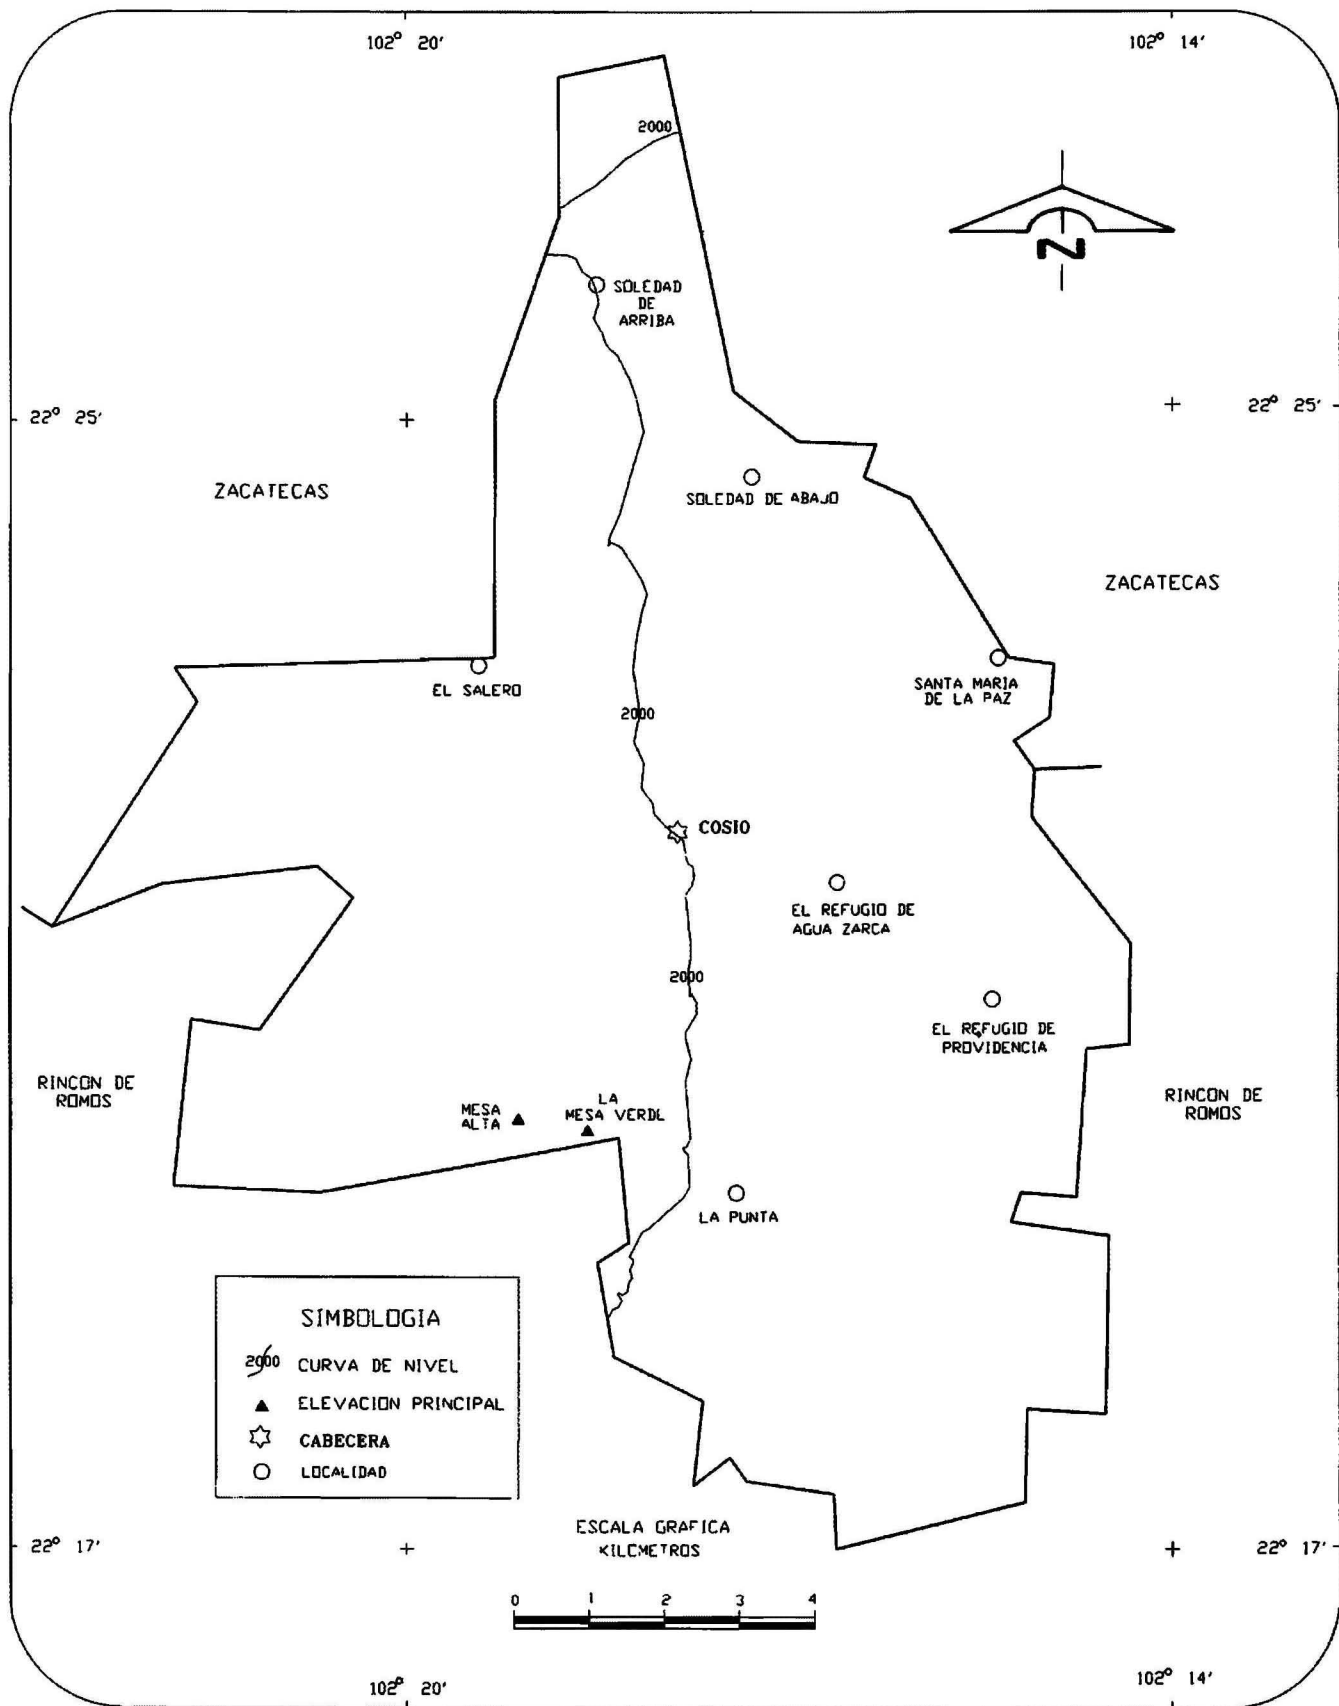 102° 20'
102° 14'
2000
N
SOLEDAD
DE
ARRIBA
22° 25'
22° 25'
ZACATECAS
SOLEDAD DE ABAJO
ZACATECAS
EL SALERO
SANTA MARIA
DE LA PAZ
2000
COSIO
EL REFUGIO DE
AGUA ZARCA
2000
EL REFUGIO DE
PROVIDENCIA
RINCON DE
ROMOS
MESA
ALTA
LA
MESA VERDE
RINCON DE
ROMOS
LA PUNTA
SIMBOLOGIA
2000 CURVA DE NIVEL
ELEVACION PRINCIPAL
CABECERA
LOCALIDAD
ESCALA GRAFICA
KILCMETROS
22° 17'
22° 17'
0 1 2 3 4
102° 20'
102° 14'